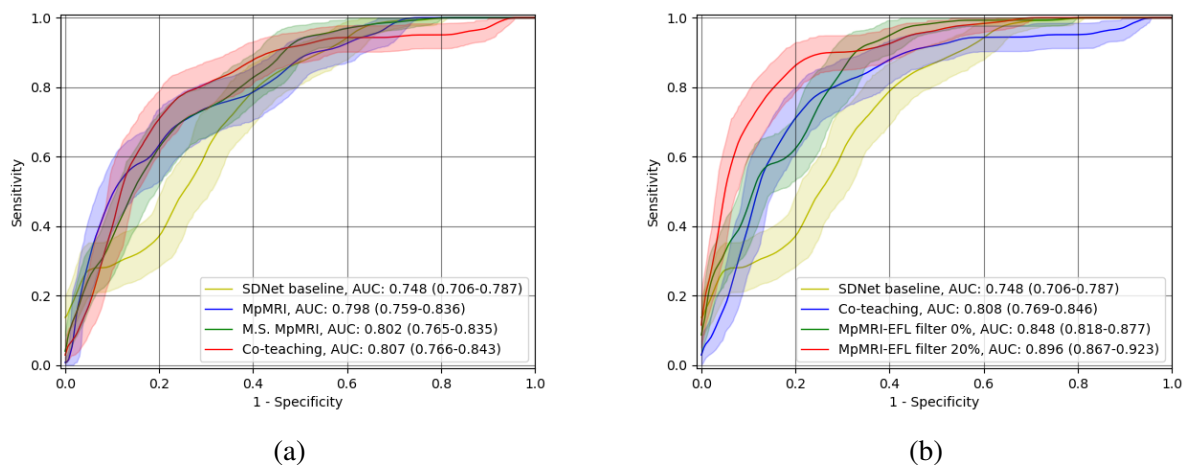 1.0
0.8
0.6
0.4
0.2
0.0
Sensitivity
SDNet baseline, AUC: 0.748 (0.706-0.787)
MpMRI, AUC: 0.798 (0.759-0.836)
M.S. MpMRI, AUC: 0.802 (0.765-0.835)
Co-teaching, AUC: 0.807 (0.766-0.843)
0.0 0.2 0.4 0.6 0.8 1.0
1 - Specificity
(a)
1.0
0.8
0.6
0.4
0.2
0.0
Sensitivity
SDNet baseline, AUC: 0.748 (0.706-0.787)
Co-teaching, AUC: 0.808 (0.769-0.846)
MpMRI-EFL filter 0%, AUC: 0.848 (0.818-0.877)
MpMRI-EFL filter 20%, AUC: 0.896 (0.867-0.923)
0.0 0.2 0.4 0.6 0.8 1.0
1 - Specificity
(b)